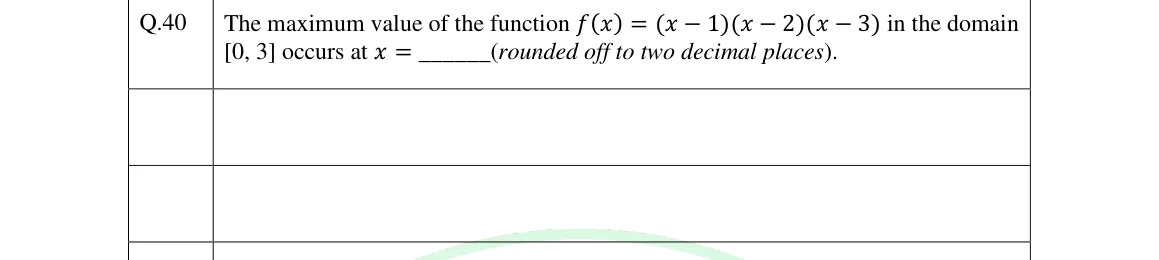 Q.40 The maximum value of the function f(x) = (x − 1)(x − 2)(x − 3) in the domain
[0, 3] occurs at x = ______(rounded off to two decimal places).